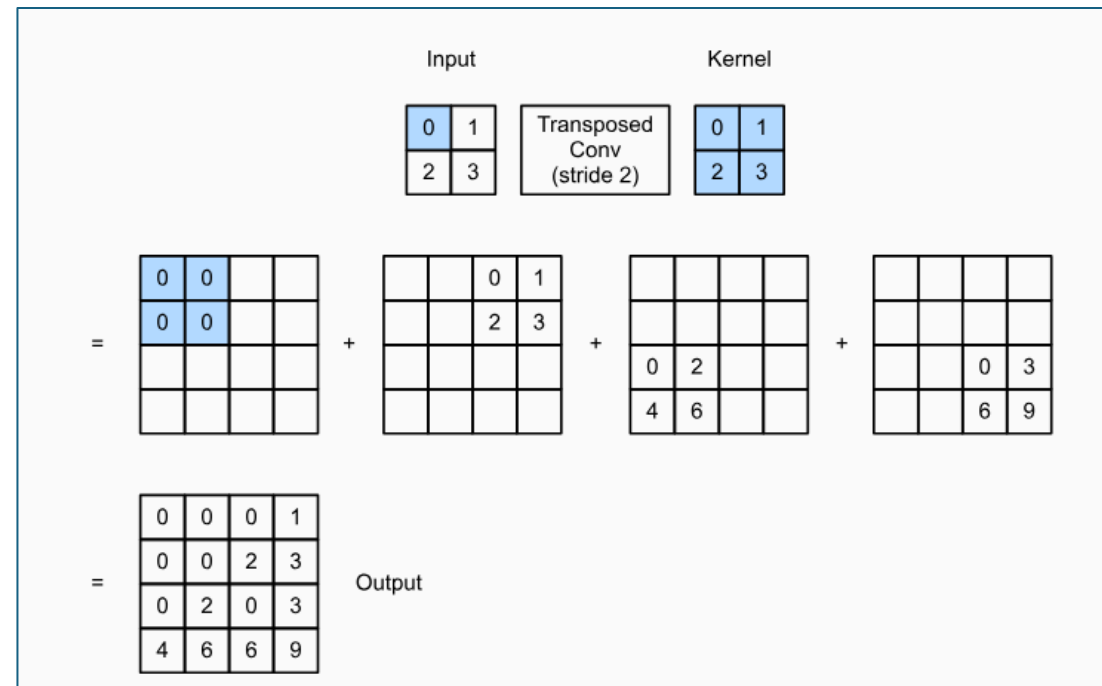 Input Kernel
0 1 Transposed 0 1
Conv
2 3 (stride 2) 2 3
0 0 0 1
0 0 2 3
= + + +
0 2 0 3
4 6 6 9
0 0 0 1
0 0 2 3
= Output
0 2 0 3
4 6 6 9